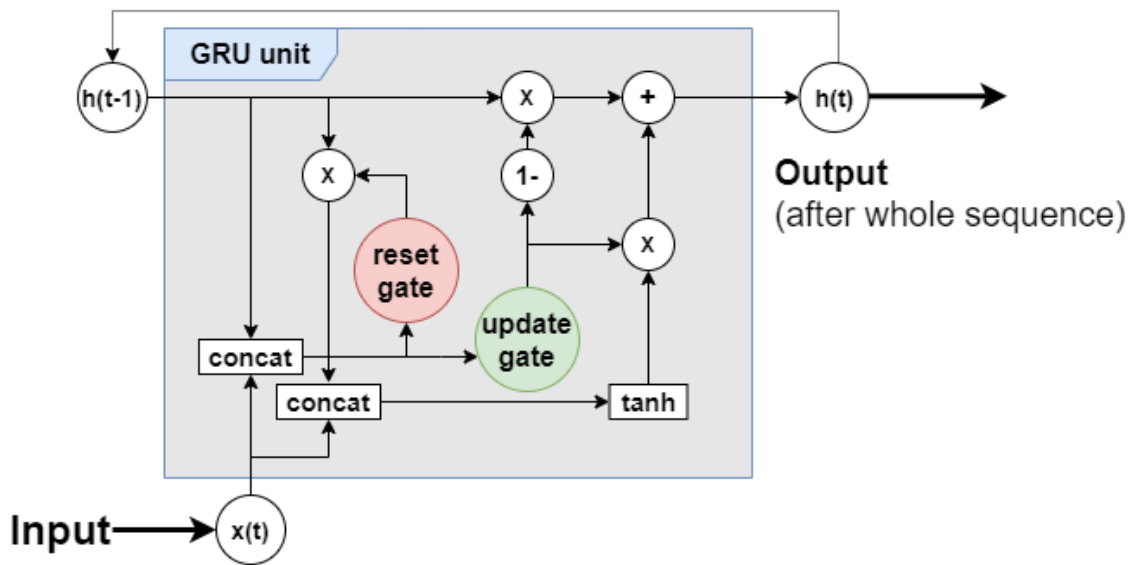 GRU unit
h(t-1)
X
+
h(t)
X
1-
Output
(after whole sequence)
X
reset
gate
update
gate
concat
concat
tanh
Input
x(t)